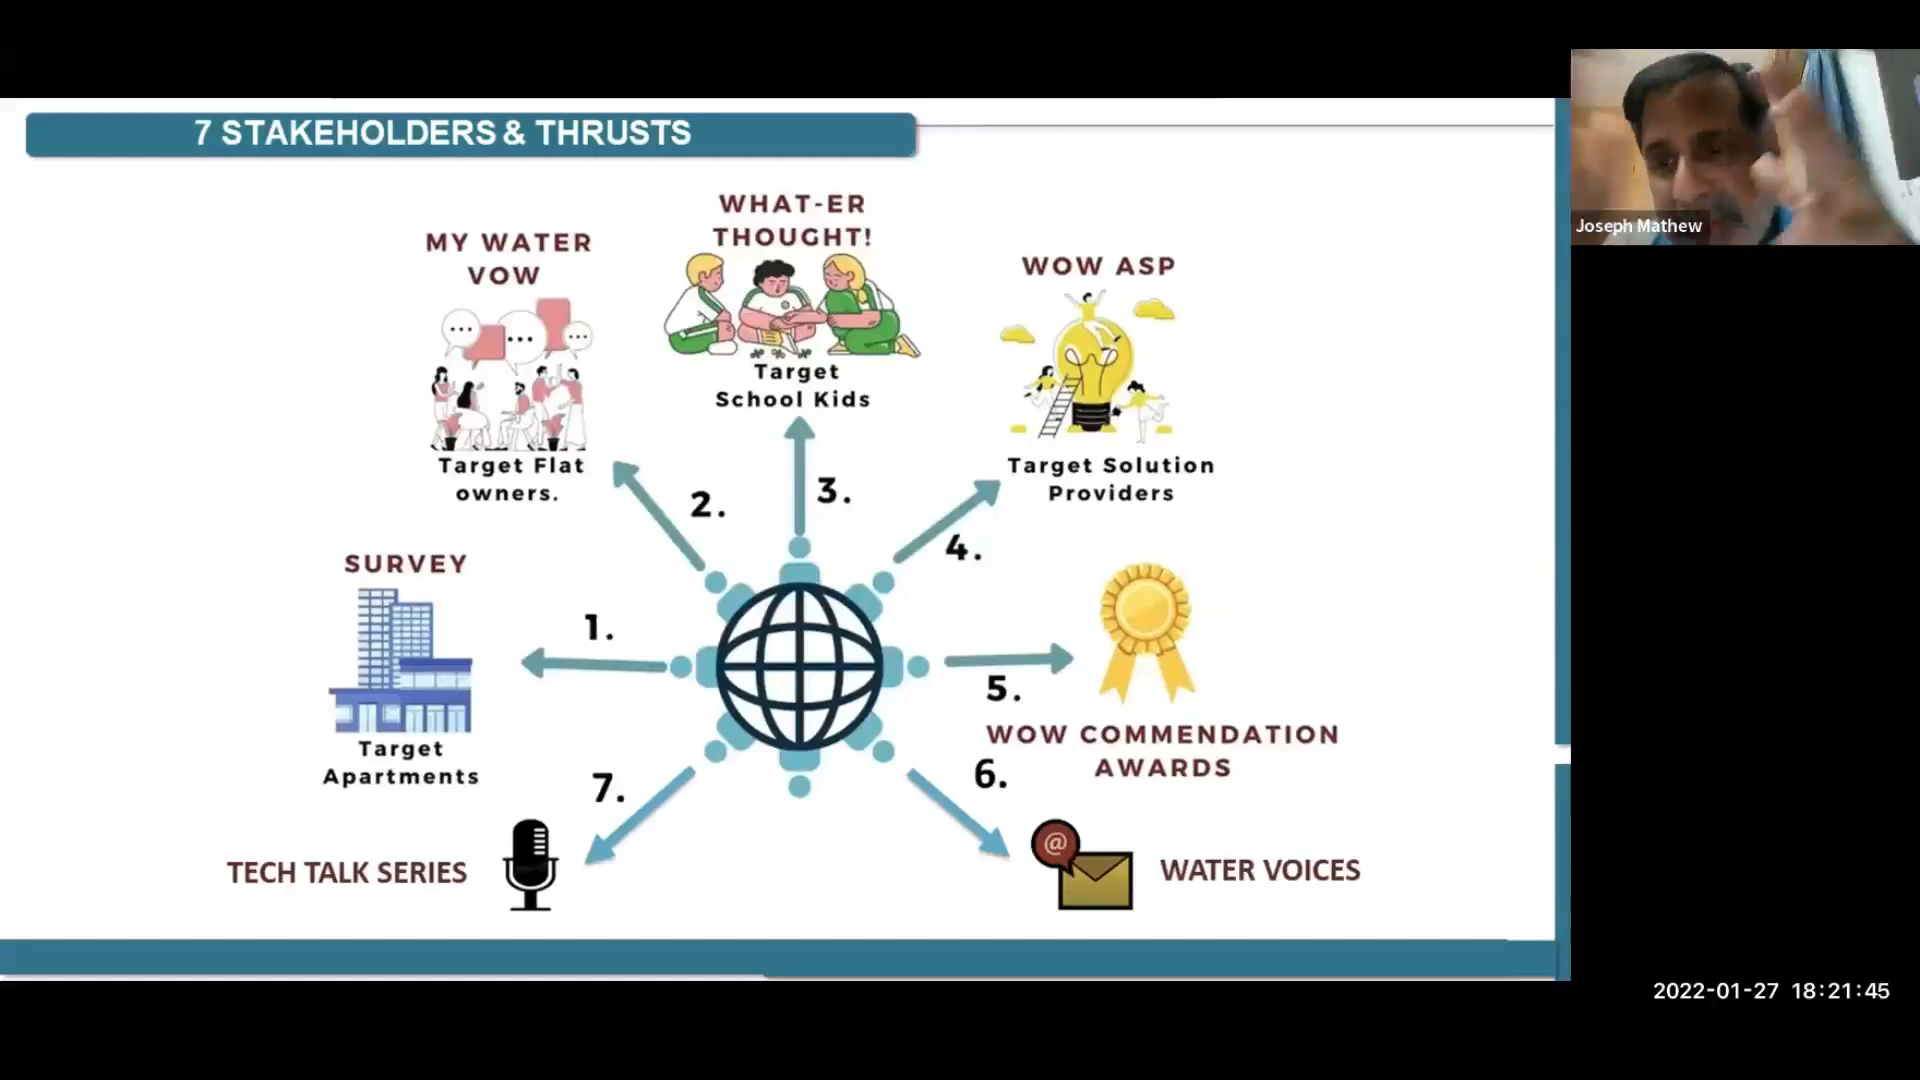 7 STAKEHOLDERS & THRUSTS
WHAT-ER
THOUGHT!
Target
School Kids
MY WATER
VOW
Target Flat
owners.
WOW ASP
Target Solution
Providers
2.
3.
4.
SURVEY
Target
Apartments
1.
5.
WOW COMMENDATION
AWARDS
7.
6.
TECH TALK SERIES
@
WATER VOICES
Joseph Mathew
2022-01-27 18:21:45